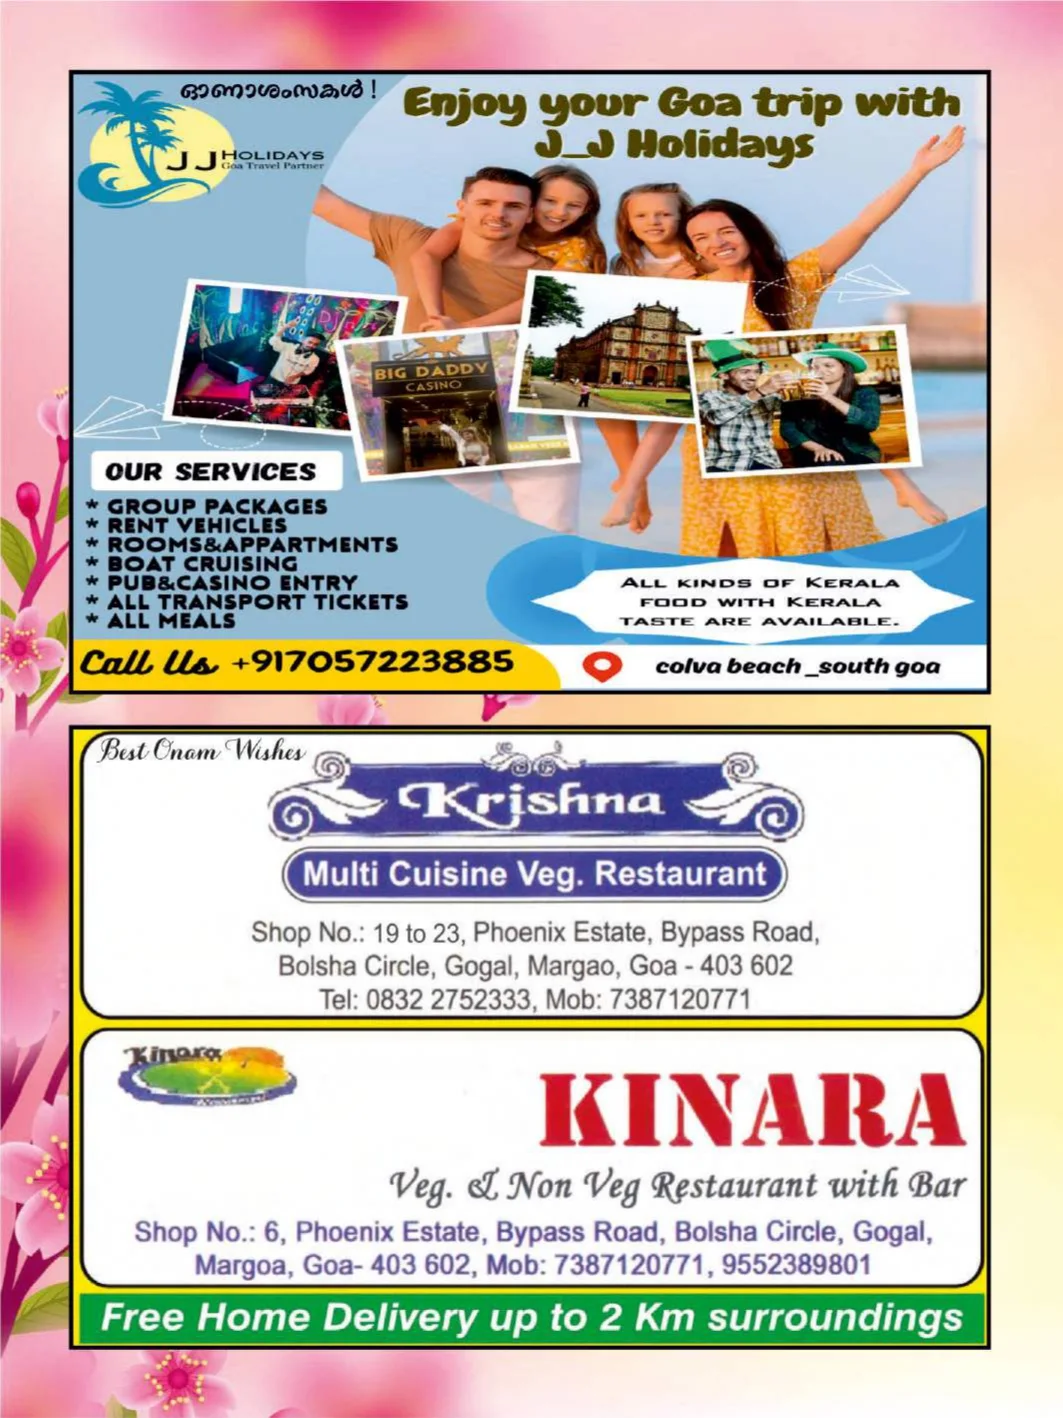 ഓണാശംസകൾ !
J J HOLIDAYS
Goa Travel Partner
Enjoy your Goa trip with
J_J Holidays
BIG DADDY
CASINO
OUR SERVICES
* GROUP PACKAGES
* RENT VEHICLES
* ROOMS&APPARTMENTS
* BOAT CRUISING
* PUB&CASINO ENTRY
* ALL TRANSPORT TICKETS
* ALL MEALS
ALL KINDS OF KERALA
FOOD WITH KERALA
TASTE ARE AVAILABLE.
Call Us +917057223885
colva beach_south goa
Best Onam Wishes
Krishna
Multi Cuisine Veg. Restaurant
Shop No.: 19 to 23, Phoenix Estate, Bypass Road,
Bolsha Circle, Gogal, Margao, Goa - 403 602
Tel: 0832 2752333, Mob: 7387120771
Kinara
KINARA
Veg. & Non Veg Restaurant with Bar
Shop No.: 6, Phoenix Estate, Bypass Road, Bolsha Circle, Gogal,
Margoa, Goa- 403 602, Mob: 7387120771, 9552389801
Free Home Delivery up to 2 Km surroundings